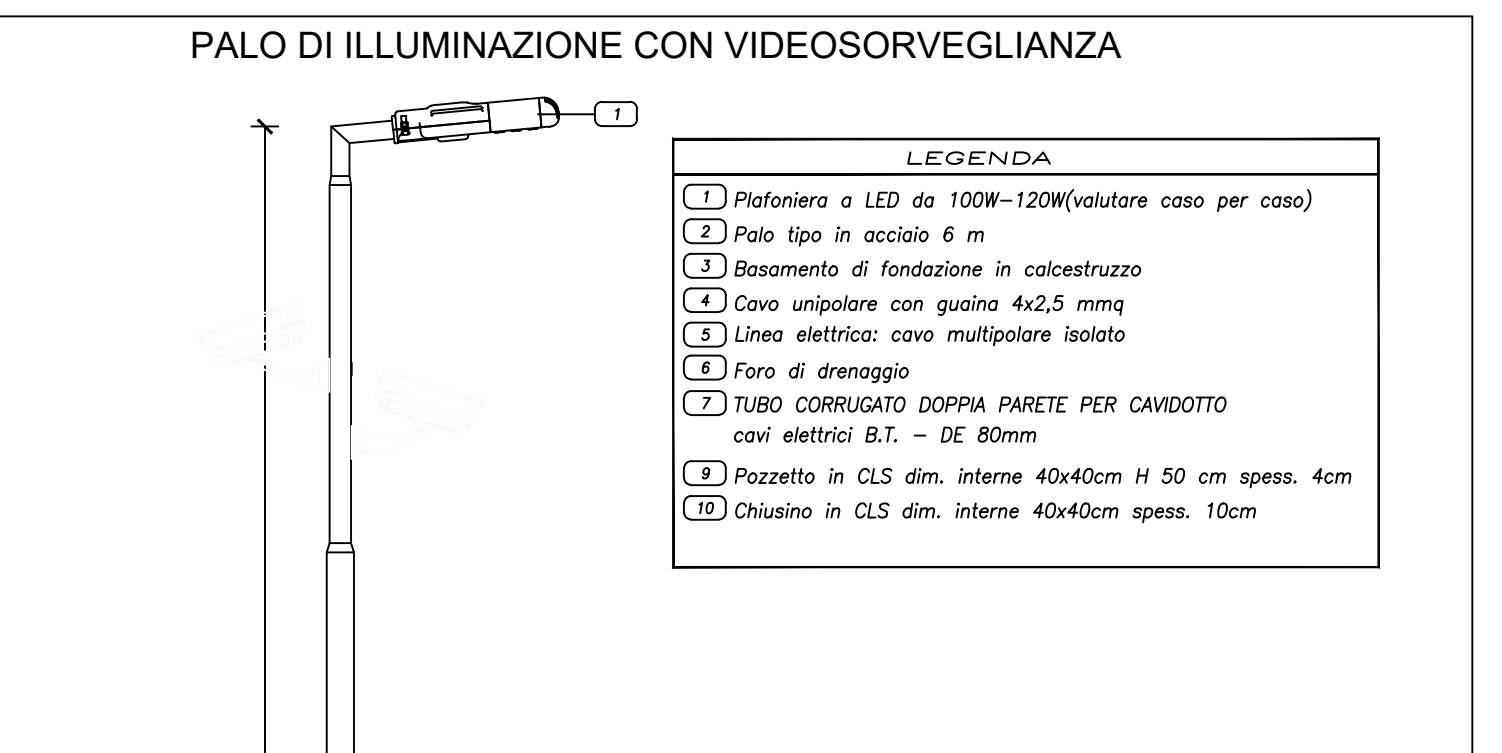 PALO DI ILLUMINAZIONE CON VIDEOSORVEGLIANZA
1
LEGENDA
1 Plafoniera a LED da 100W-120W(valutare caso per caso)
2 Palo tipo in acciaio 6 m
3 Basamento di fondazione in calcestruzzo
4 Cavo unipolare con guaina 4x2,5 mmq
5 Linea elettrica: cavo multipolare isolato
6 Foro di drenaggio
7 TUBO CORRUGATO DOPPIA PARETE PER CAVIDOTTO
cavi elettrici B.T. - DE 80mm
9 Pozzetto in CLS dim. interne 40x40cm H 50 cm spess. 4cm
10 Chiusino in CLS dim. interne 40x40cm spess. 10cm